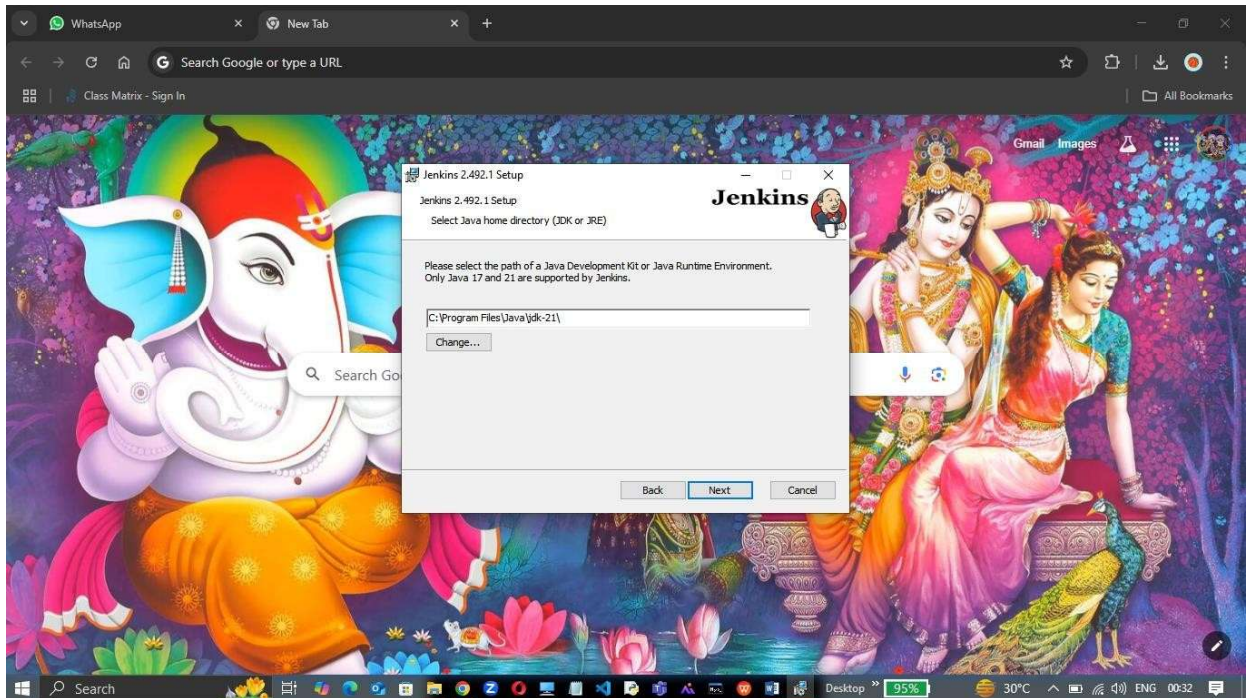 WhatsApp
New Tab
Search Google or type a URL
Class Matrix - Sign In
All Bookmarks
Gmail Images
Jenkins 2.492.1 Setup
Jenkins 2.492.1 Setup
Jenkins
Select Java home directory (JDK or JRE)
Please select the path of a Java Development Kit or Java Runtime Environment.
Only Java 17 and 21 are supported by Jenkins.
C:\Program Files\Java\jdk-21\
Change...
Search Go
Back Next Cancel
Search
Desktop
95%
30°C
ENG
00:32